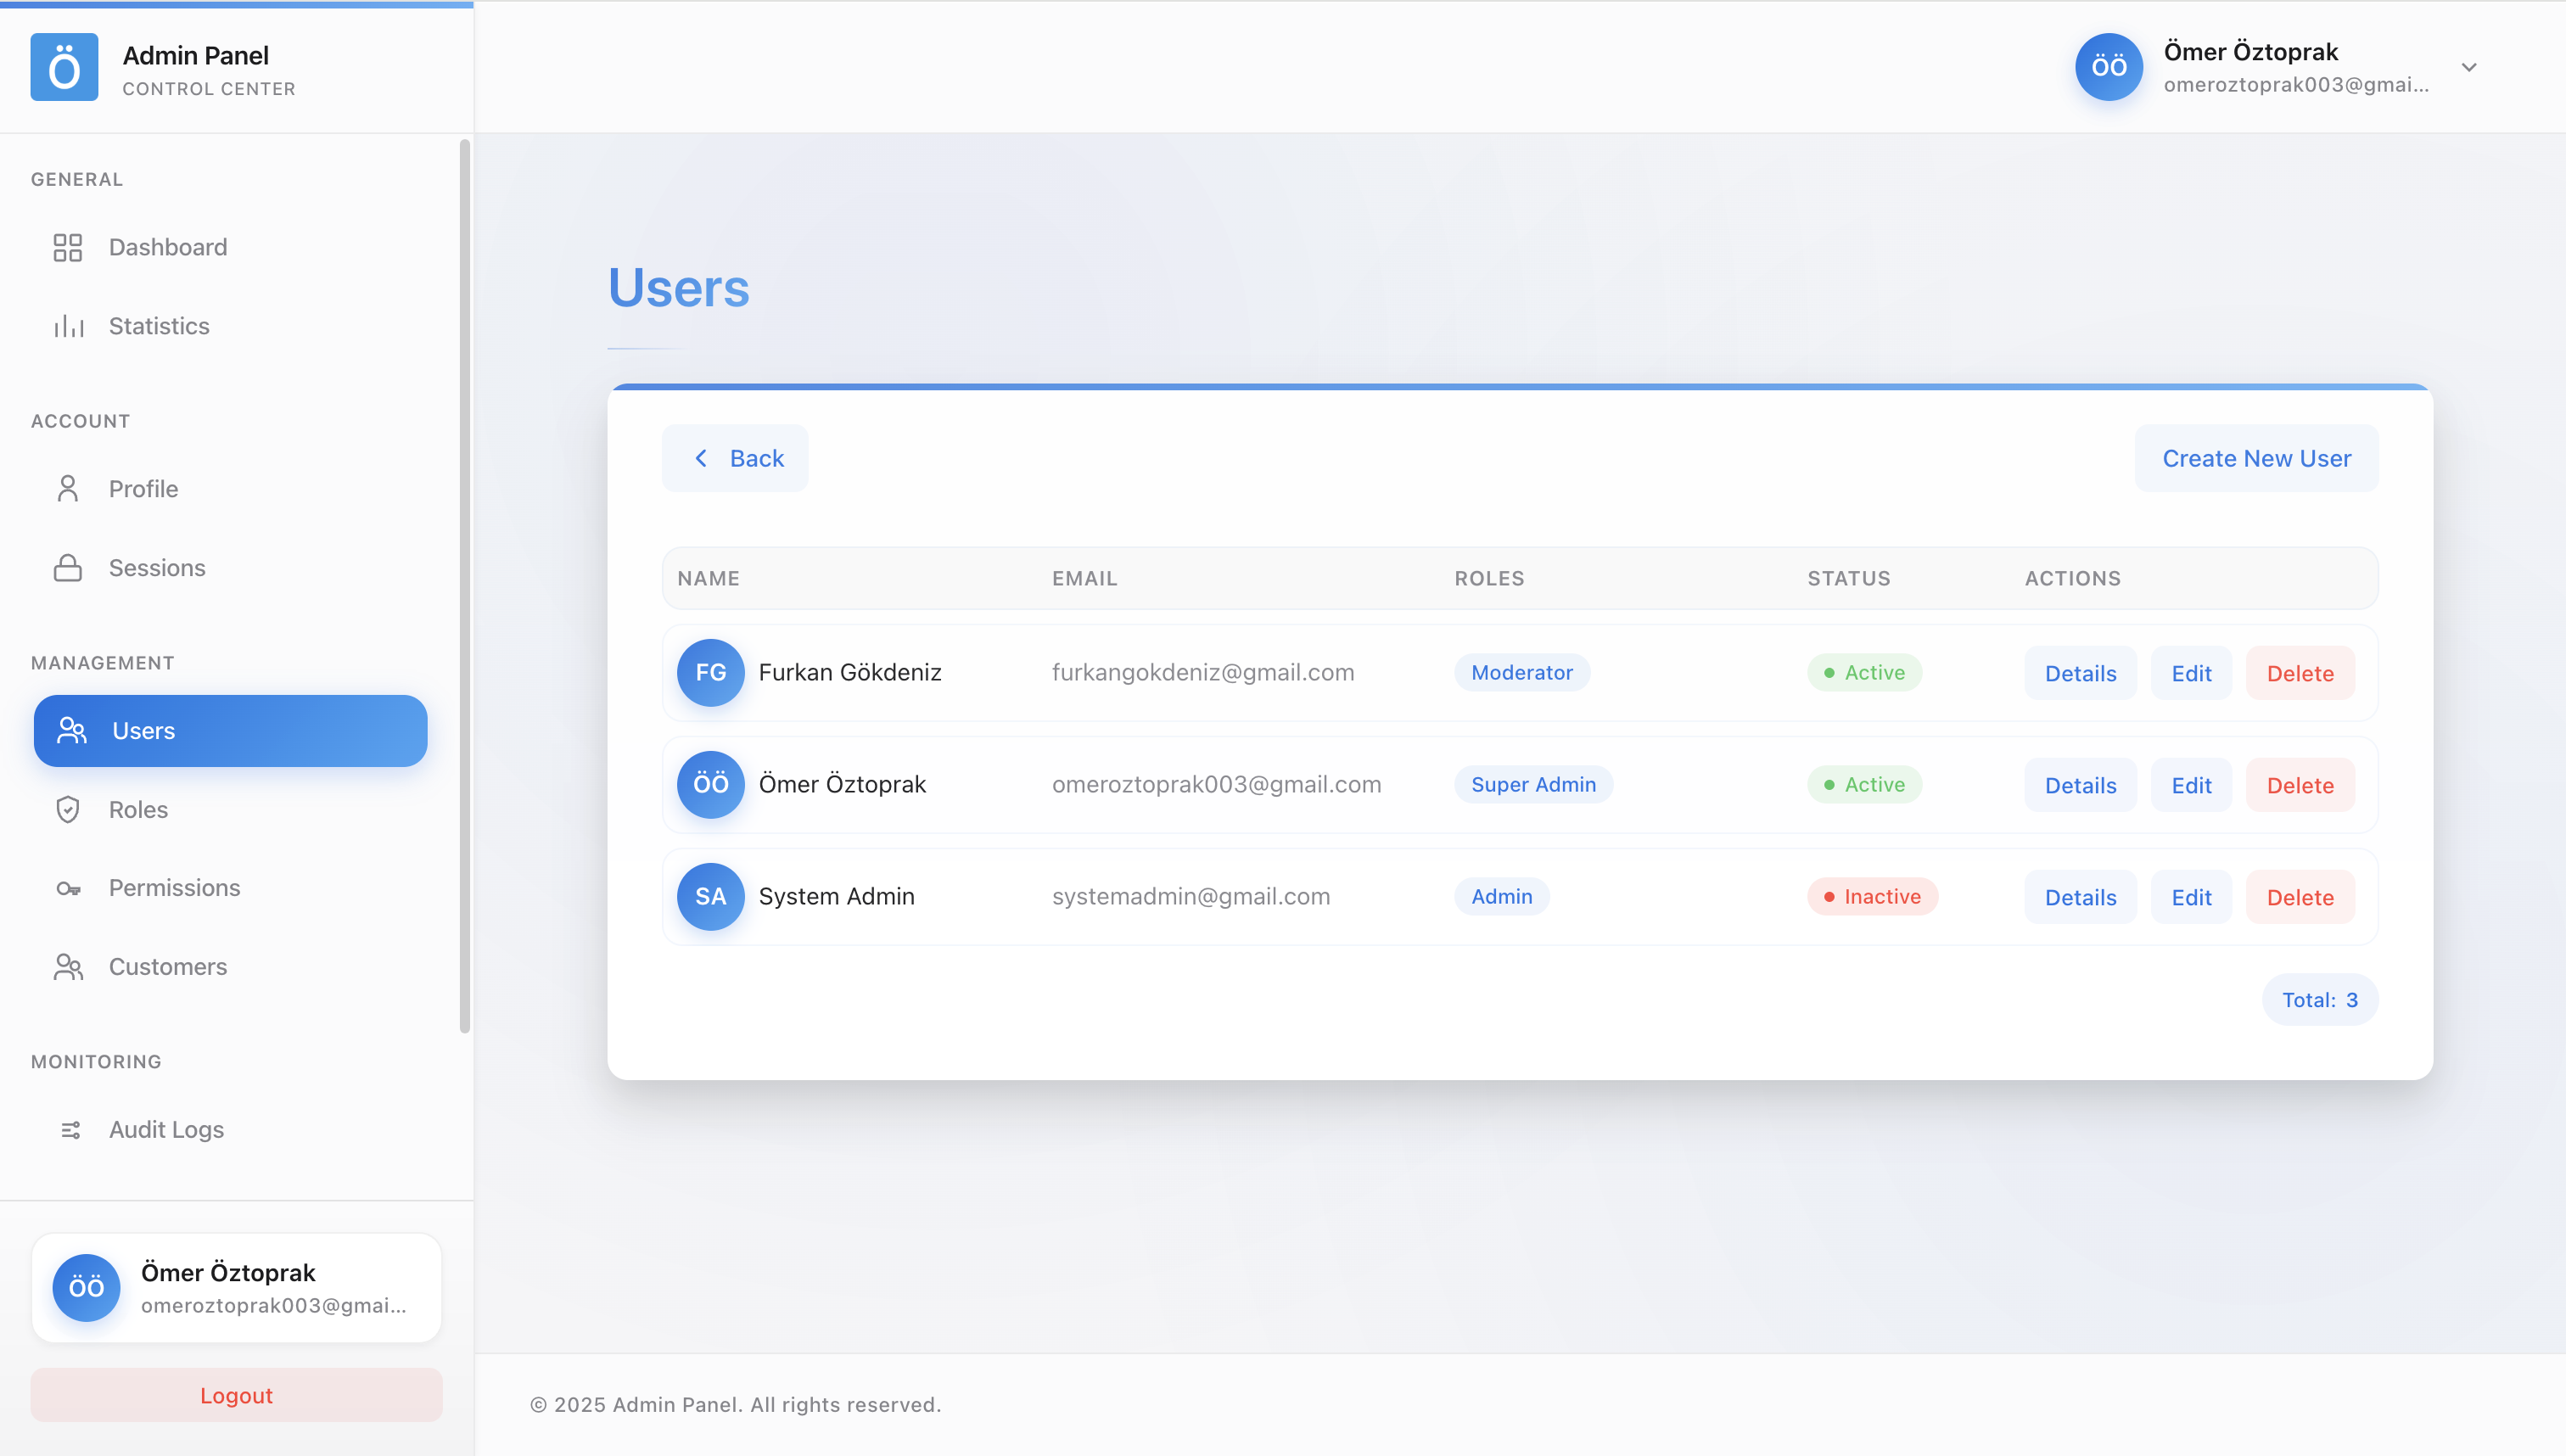 Ö
Admin Panel
CONTROL CENTER
ÖÖ
Ömer Öztoprak
omeroztoprak003@gmai...
GENERAL
Dashboard
Statistics
ACCOUNT
Profile
Sessions
MANAGEMENT
Users
Roles
Permissions
Customers
MONITORING
Audit Logs
ÖÖ
Ömer Öztoprak
omeroztoprak003@gmai...
Logout
Users
Back
Create New User
NAME EMAIL ROLES STATUS ACTIONS
FG Furkan Gökdeniz furkangokdeniz@gmail.com Moderator Active Details Edit Delete
ÖÖ Ömer Öztoprak omeroztoprak003@gmail.com Super Admin Active Details Edit Delete
SA System Admin systemadmin@gmail.com Admin Inactive Details Edit Delete
Total: 3
© 2025 Admin Panel. All rights reserved.